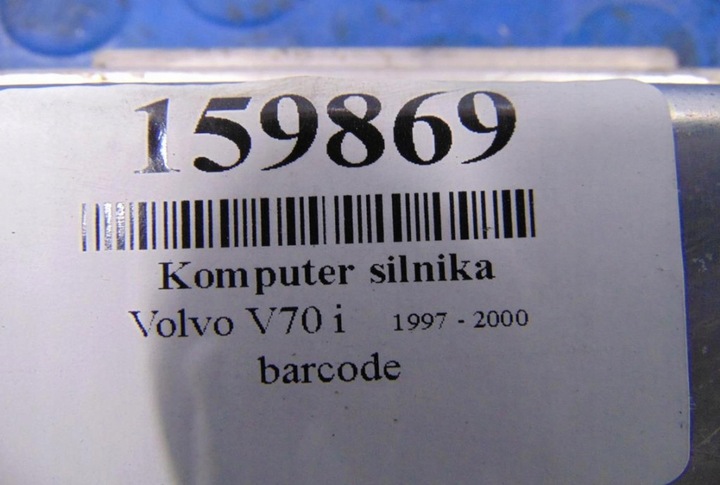 159869
Komputer silnika
Volvo V70 i 1997 - 2000
barcode